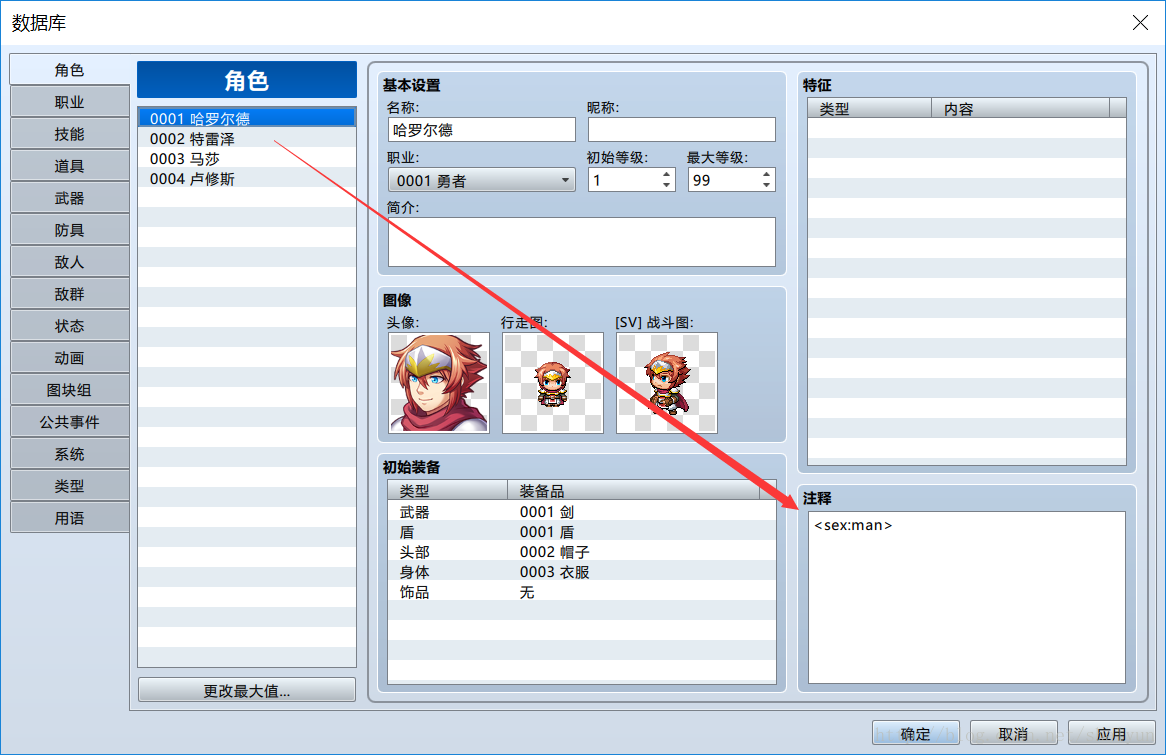 数据库
角色
职业
技能
道具
武器
防具
敌人
敌群
状态
动画
图块组
公共事件
系统
类型
用语
角色
0001 哈罗尔德
0002 特雷泽
0003 马莎
0004 卢修斯
更改最大值...
基本设置
名称: 昵称:
哈罗尔德
职业: 初始等级: 最大等级:
0001 勇者 1 99
简介:
图像
头像: 行走图: [SV] 战斗图:
初始装备
类型 装备品
武器 0001 剑
盾 0001 盾
头部 0002 帽子
身体 0003 衣服
饰品 无
特征
类型 内容
注释
<sex:man>
确定 取消 应用